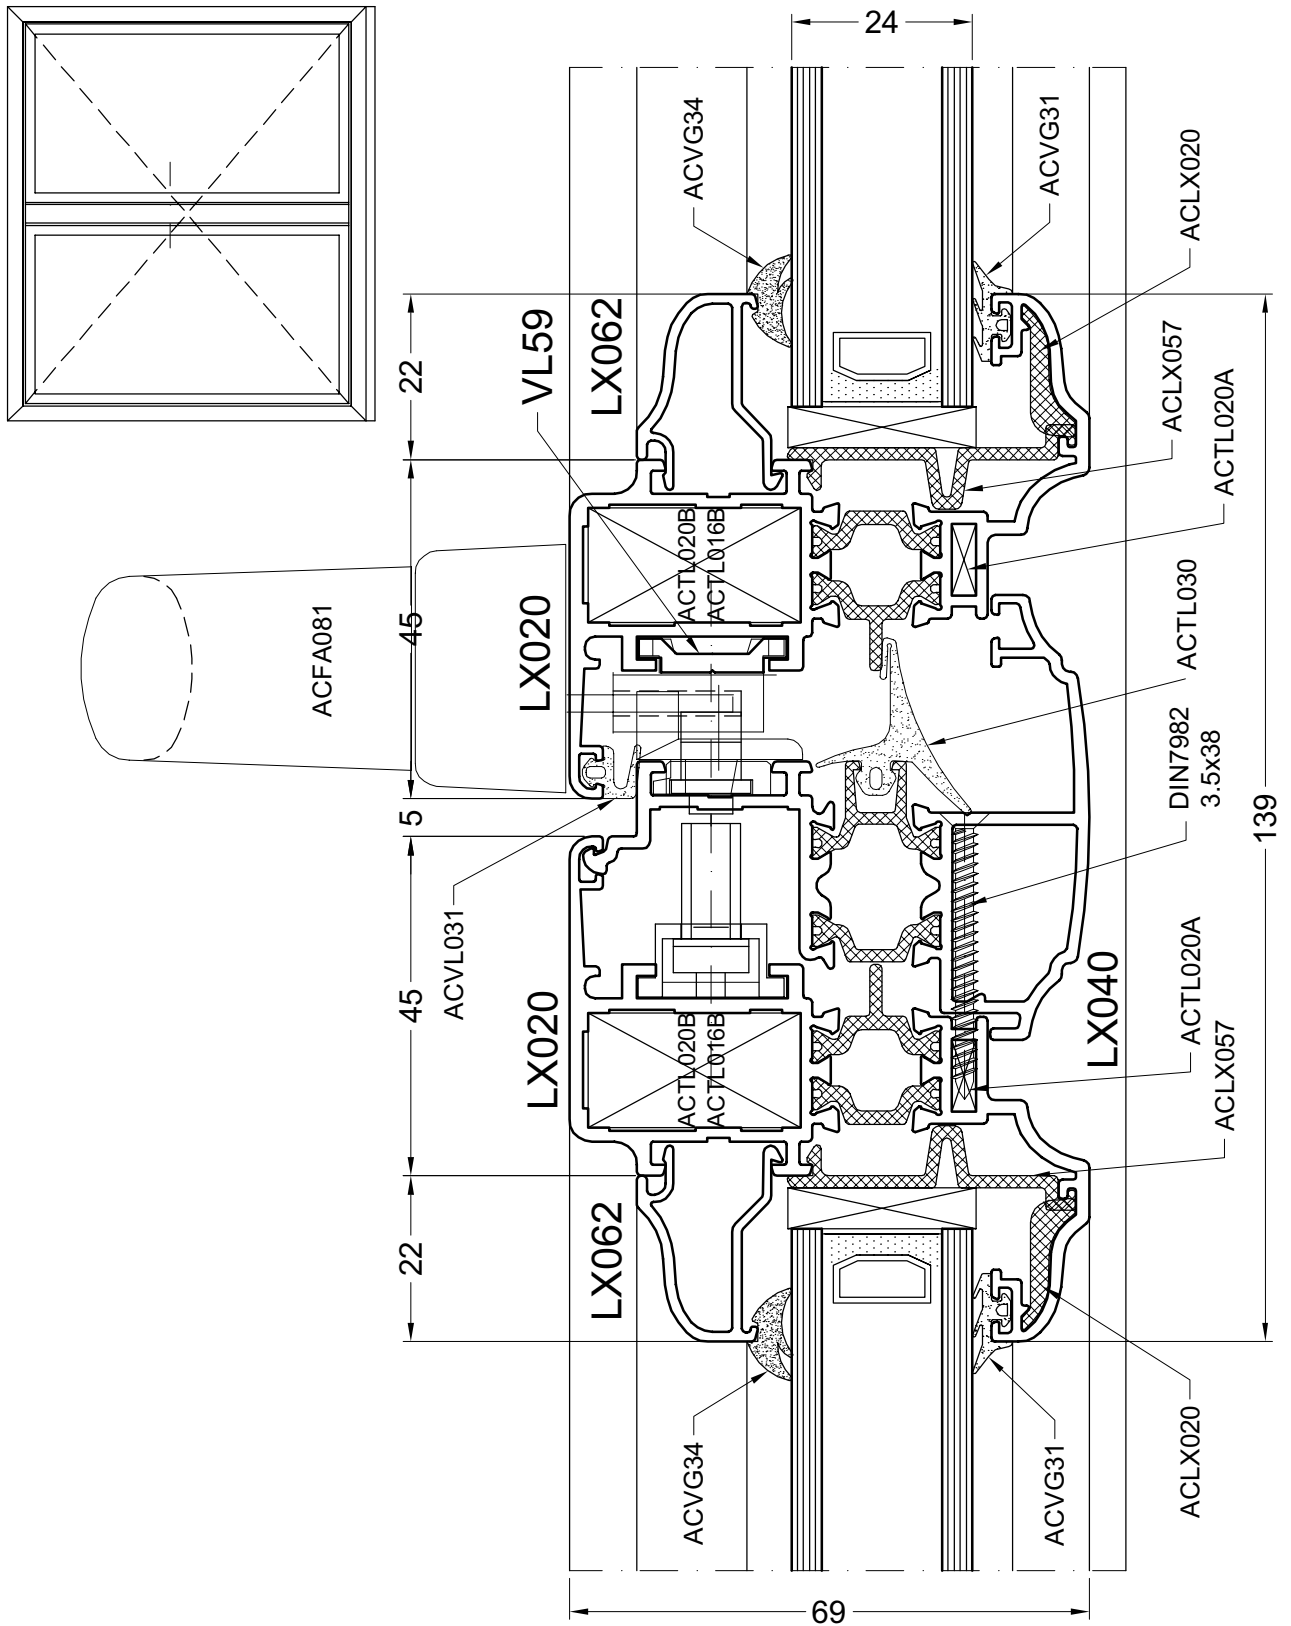 24
ACVG34
ACVG31
ACLX020
22
LX062
VL59
ACLX057
ACTL020A
ACTL020B
ACTL016B
45
ACFA081
LX020
ACTL030
DIN7982
3.5x38
5
139
ACVL031
45
LX020
LX040
ACTL020A
ACLX057
ACTL020B
ACTL016B
22
LX062
ACVG34
ACVG31
ACLX020
69